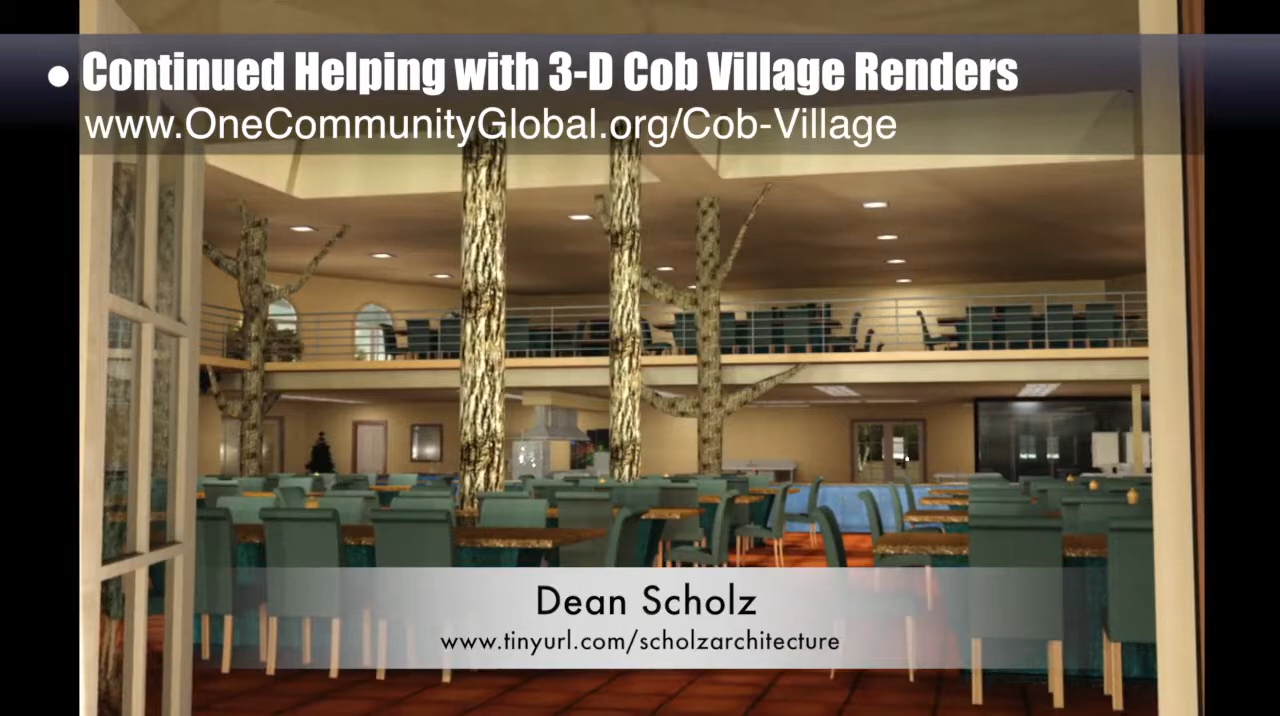 • Continued Helping with 3-D Cob Village Renders
www.OneCommunityGlobal.org/Cob-Village
Dean Scholz
www.tinyurl.com/scholzarchitecture